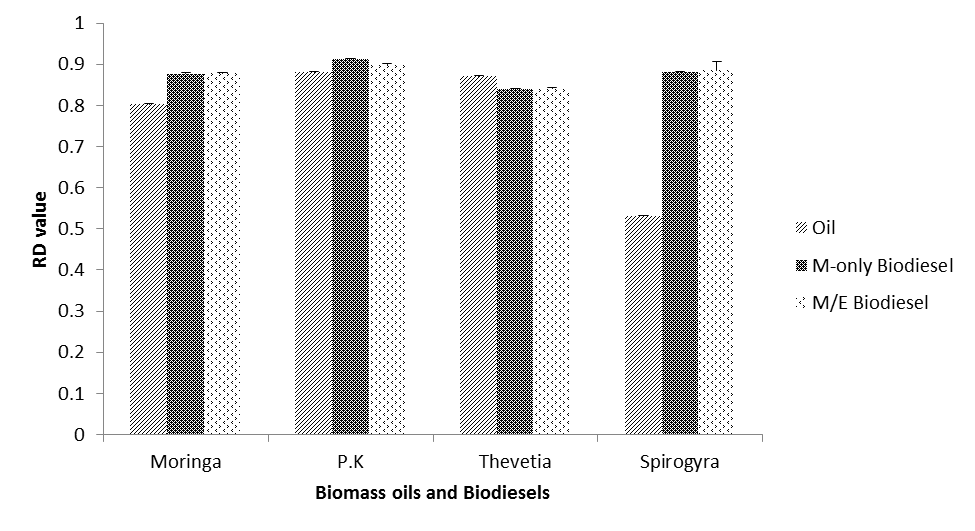 1
0.9
0.8
0.7
0.6
0.5
0.4
0.3
0.2
0.1
0
RD value
Moringa
P.K
Thevetia
Spirogyra
Biomass oils and Biodiesels
Oil
M-only Biodiesel
M/E Biodiesel